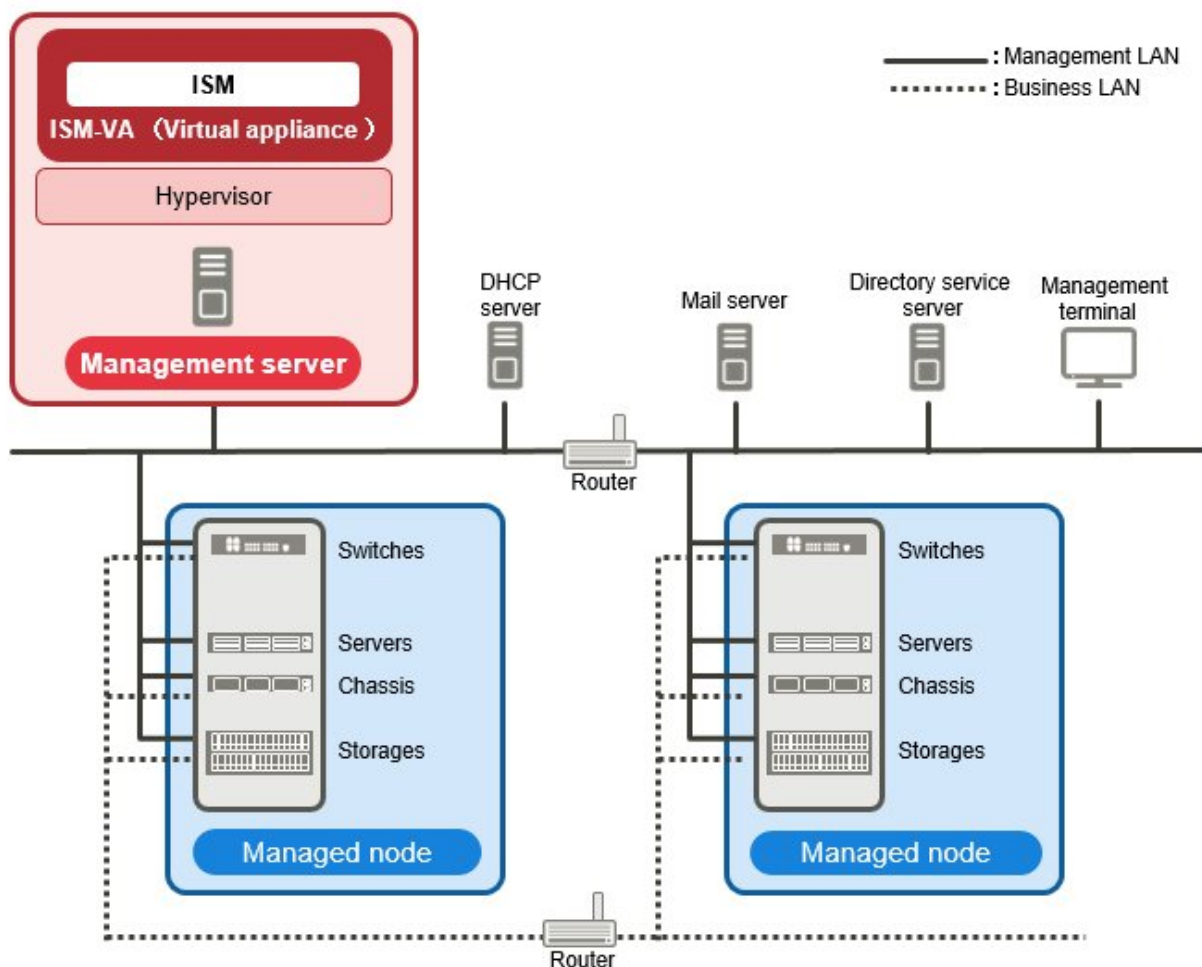 ISM
ISM-VA （Virtual appliance ）
Hypervisor
Management server
: Management LAN
: Business LAN
DHCP
server
Mail server
Directory service
server
Management
terminal
Router
Switches
Servers
Chassis
Storages
Managed node
Switches
Servers
Chassis
Storages
Managed node
Router